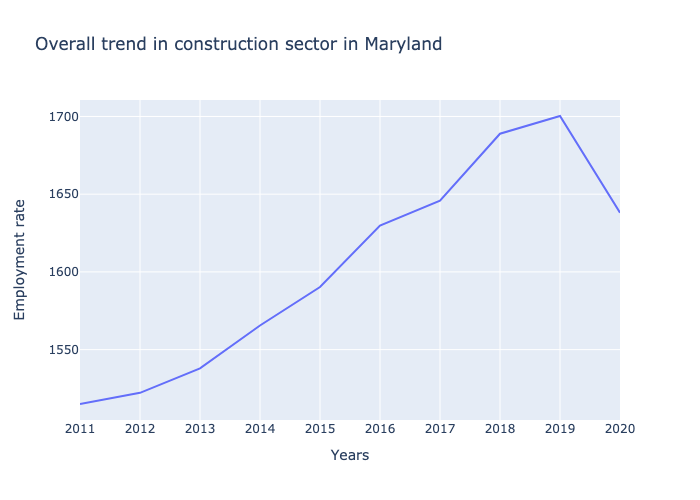 Overall trend in construction sector in Maryland
1700
1650
1600
1550
Employment rate
2011 2012 2013 2014 2015 2016 2017 2018 2019 2020
Years